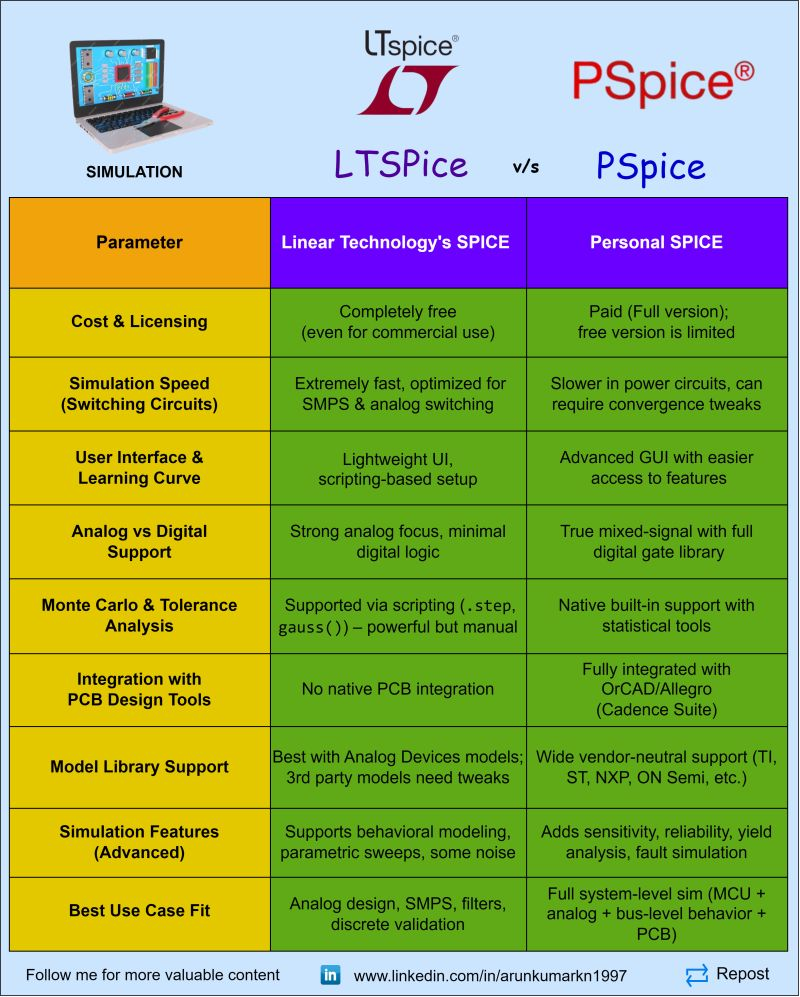 LTspice®
PSpice®
SIMULATION
LTSPice
v/s
PSpice
Parameter
Linear Technology's SPICE
Personal SPICE
Cost & Licensing
Completely free
(even for commercial use)
Paid (Full version);
free version is limited
Simulation Speed
(Switching Circuits)
Extremely fast, optimized for
SMPS & analog switching
Slower in power circuits, can
require convergence tweaks
User Interface &
Learning Curve
Lightweight UI,
scripting-based setup
Advanced GUI with easier
access to features
Analog vs Digital
Support
Strong analog focus, minimal
digital logic
True mixed-signal with full
digital gate library
Monte Carlo & Tolerance
Analysis
Supported via scripting (.step,
gauss()) – powerful but manual
Native built-in support with
statistical tools
Integration with
PCB Design Tools
No native PCB integration
Fully integrated with
OrCAD/Allegro
(Cadence Suite)
Model Library Support
Best with Analog Devices models;
3rd party models need tweaks
Wide vendor-neutral support (TI,
ST, NXP, ON Semi, etc.)
Simulation Features
(Advanced)
Supports behavioral modeling,
parametric sweeps, some noise
Adds sensitivity, reliability, yield
analysis, fault simulation
Best Use Case Fit
Analog design, SMPS, filters,
discrete validation
Full system-level sim (MCU +
analog + bus-level behavior +
PCB)
Follow me for more valuable content
in
www.linkedin.com/in/arunkumarkn1997
Repost